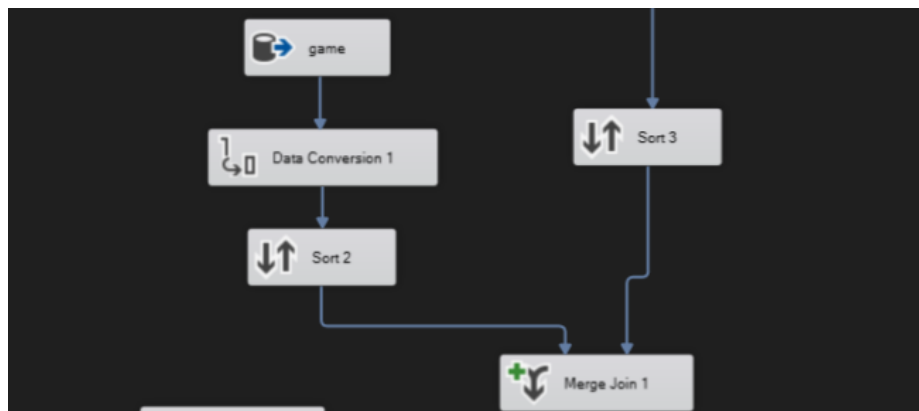 game
Sort 3
Data Conversion 1
Sort 2
Merge Join 1